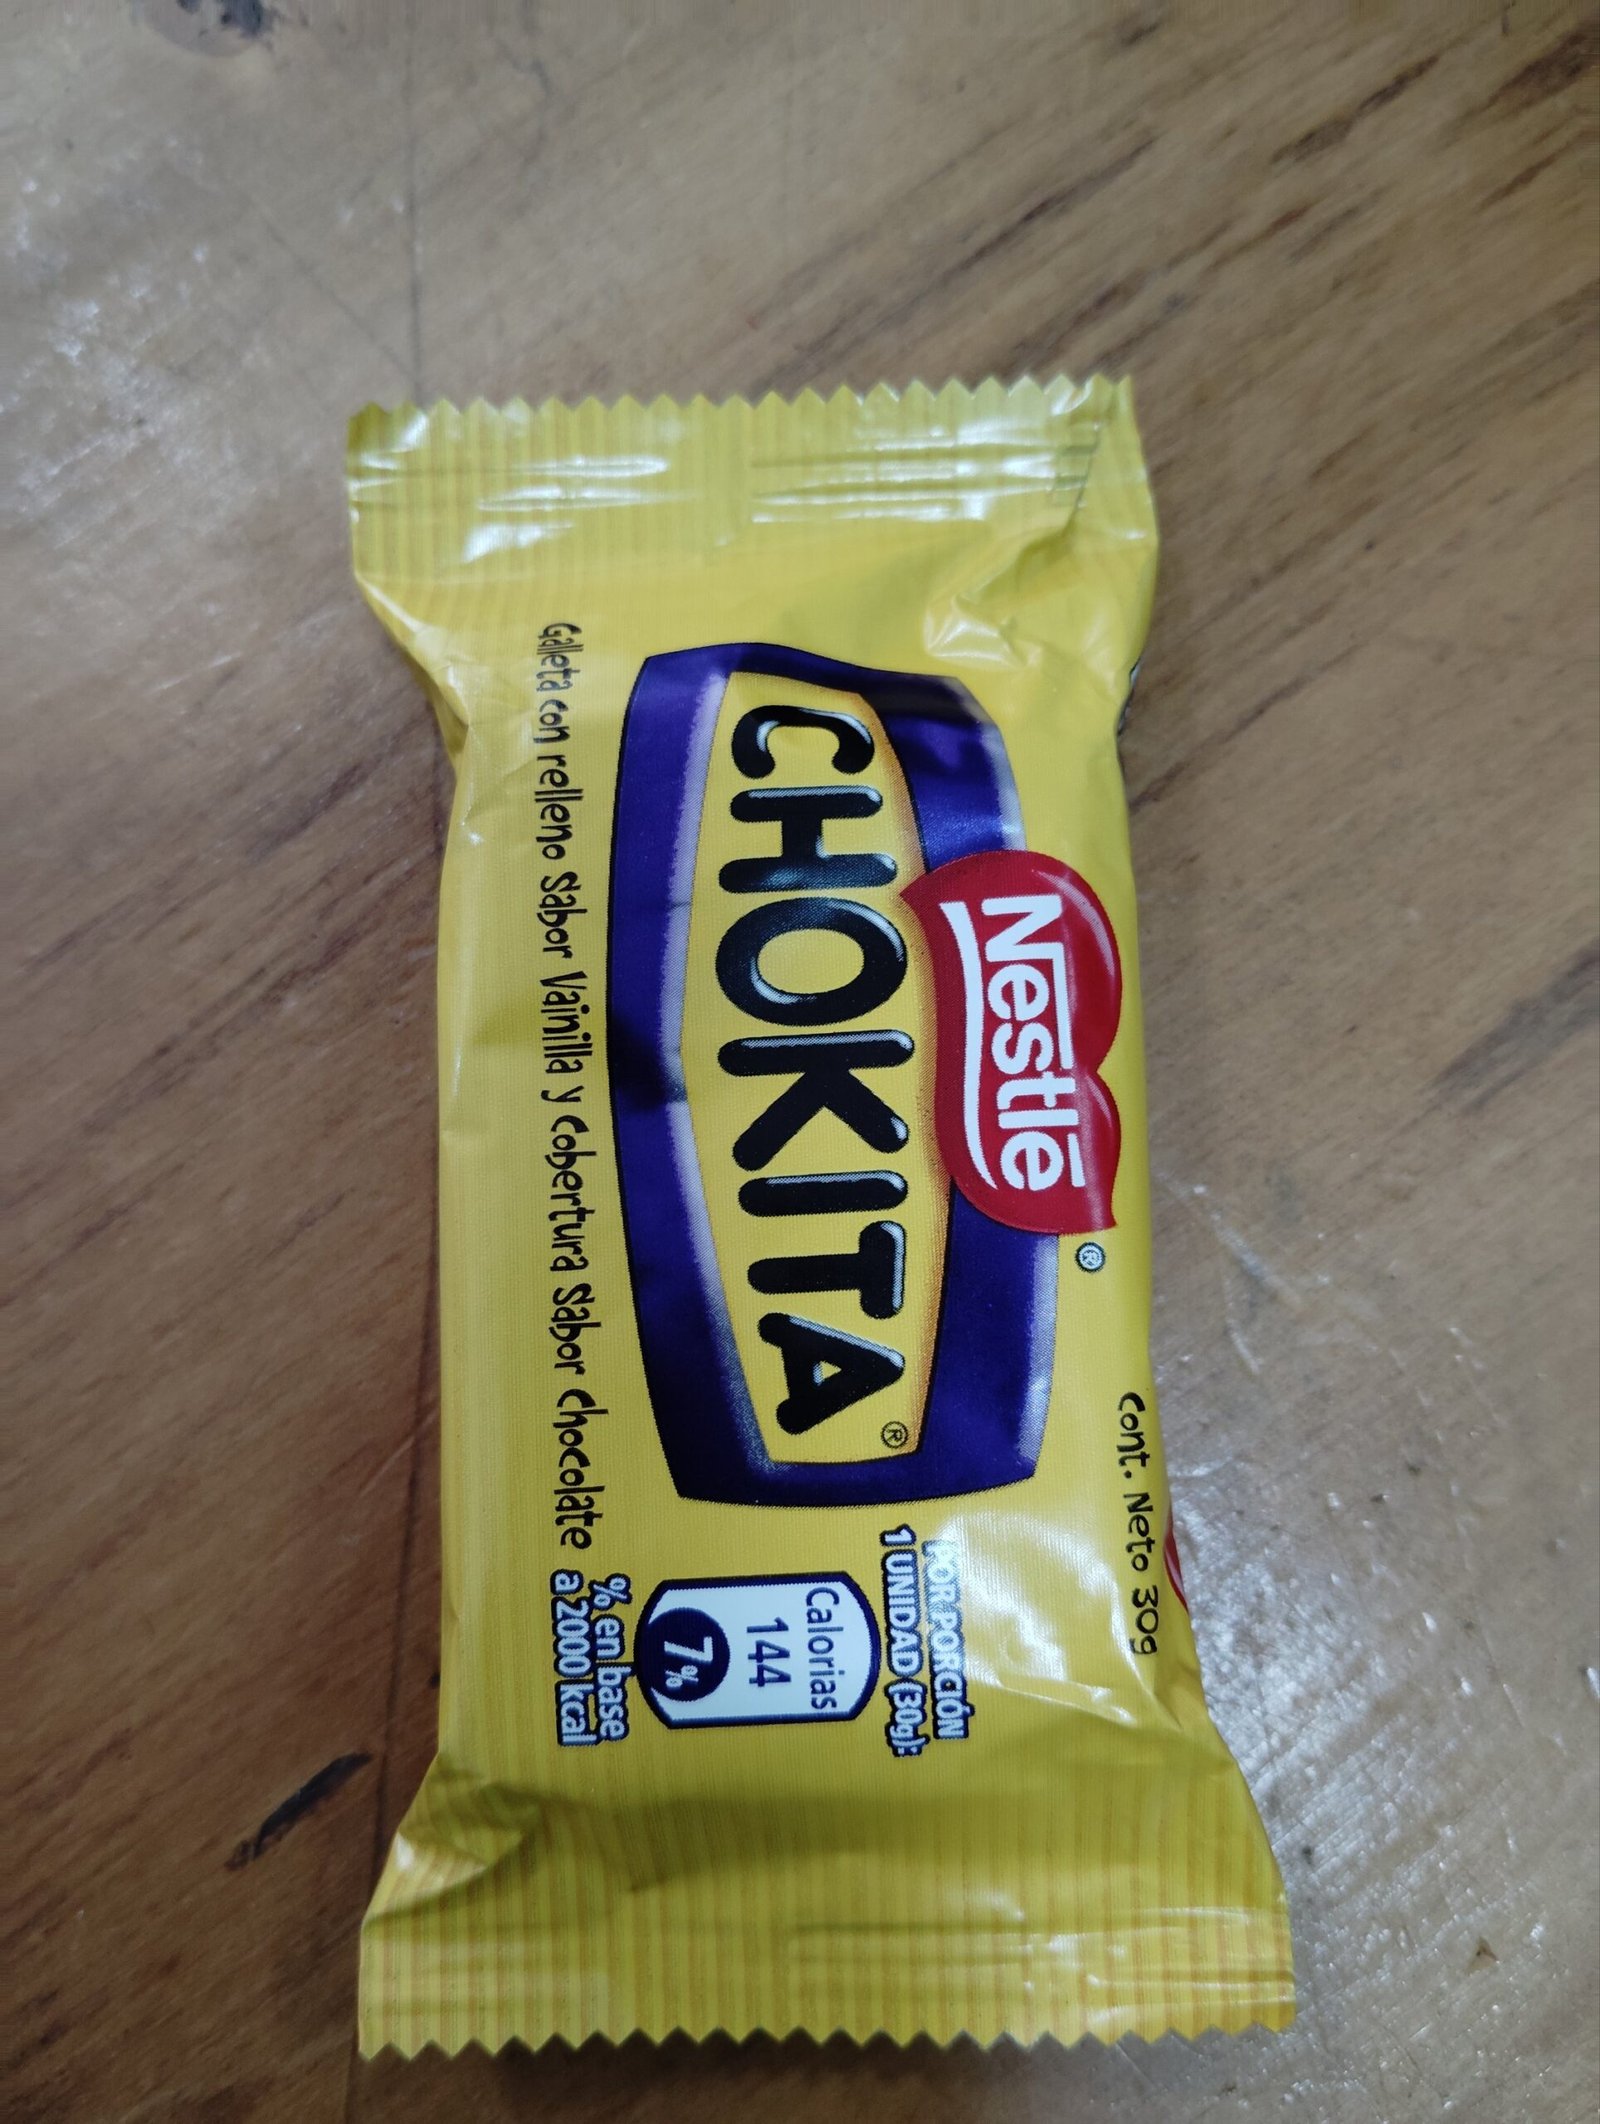 Cont. Neto 30g
Nestlé®
CHOKITA®
POR PORCIÓN
1 UNIDAD (30g):
Calorías
144
7%
% en base
a 2000 kcal
Galleta con relleno Sabor Vainilla y Cobertura Sabor Chocolate